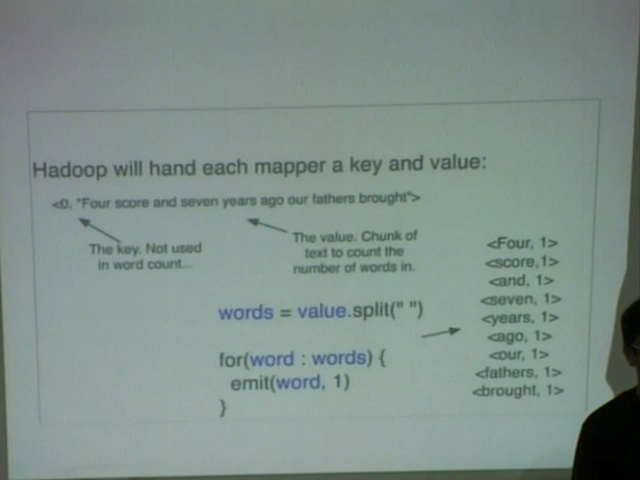 Hadoop will hand each mapper a key and value:
<0, "Four score and seven years ago our fathers brought">
The key. Not used
in word count...
The value. Chunk of
text to count the
number of words in.
words = value.split(" ")
for(word : words) {
emit(word, 1)
}
<Four, 1>
<score,1>
<and, 1>
<seven, 1>
<years, 1>
<ago, 1>
<our, 1>
<fathers, 1>
<brought, 1>